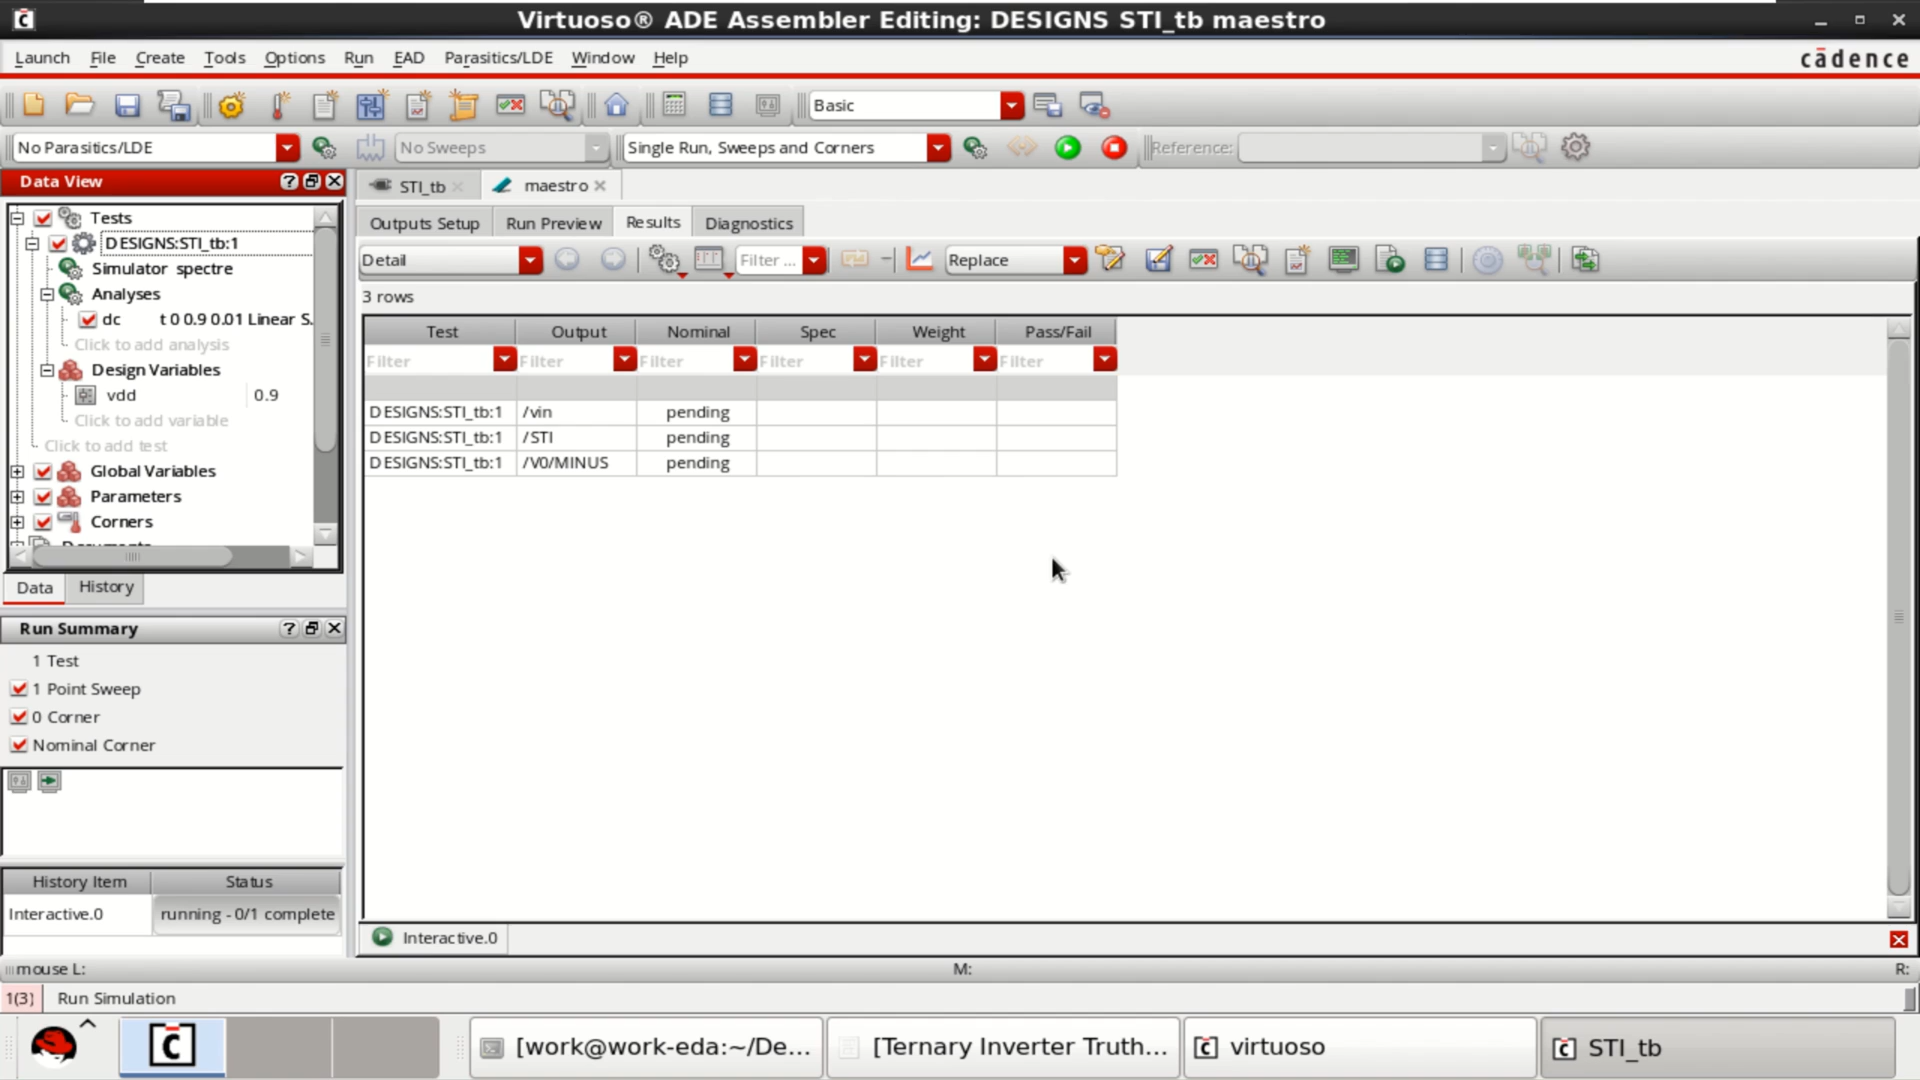 Virtuoso® ADE Assembler Editing: DESIGNS STI_tb maestro
Launch File Create Tools Options Run EAD Parasitics/LDE Window Help cādence
Basic
No Parasitics/LDE No Sweeps Single Run, Sweeps and Corners Reference:
Data View
STI_tb maestro
Tests
Outputs Setup Run Preview Results Diagnostics
DESIGNS:STI_tb:1
Detail Filter ... Replace
Simulator spectre
Analyses
3 rows
dc t 0 0.9 0.01 Linear S.
Test Output Nominal Spec Weight Pass/Fail
Click to add analysis
Filter Filter Filter Filter Filter Filter
Design Variables
vdd 0.9
DESIGNS:STI_tb:1 /vin pending
Click to add variable
DESIGNS:STI_tb:1 /STI pending
Click to add test
DESIGNS:STI_tb:1 /V0/MINUS pending
Global Variables
Parameters
Corners
Data History
Run Summary
1 Test
1 Point Sweep
0 Corner
Nominal Corner
History Item Status
Interactive.0 running - 0/1 complete
Interactive.0
mouse L: M: R:
1(3) Run Simulation
[work@work-eda:~/De... [Ternary Inverter Truth... virtuoso STI_tb